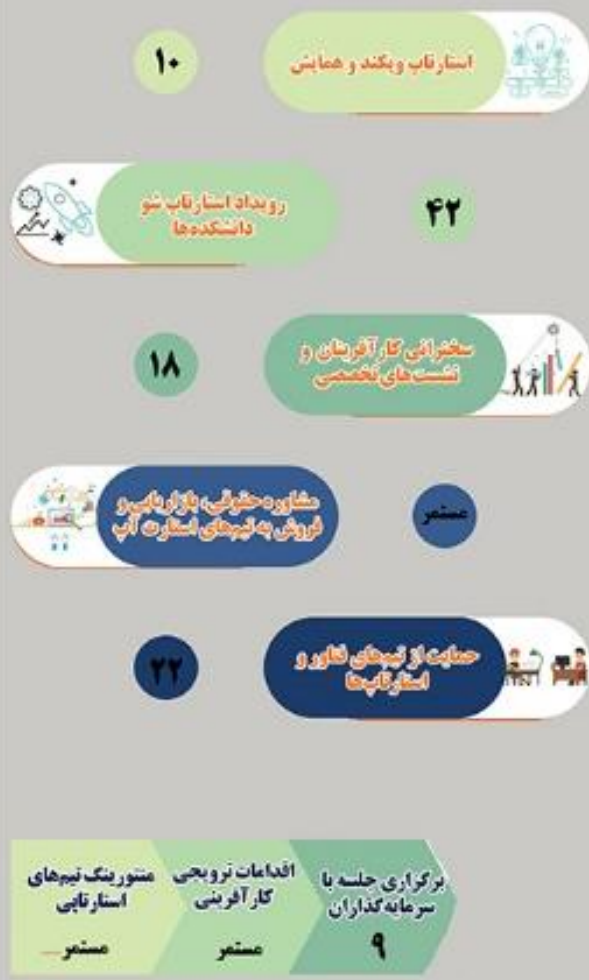 استارتاپ ویکند و همایش
۱۰
رویداد استارتاپ شو
دانشکده‌ها
۴۲
سخنرانی کارآفرینان و
نشست‌های تخصصی
۱۸
مشاوره حقوقی، بازاریابی و
فروش به تیم‌های استارت آپ
مستمر
حمایت از تیم‌های فناور و
استارتاپ‌ها
۲۲
برگزاری جلسه با
سرمایه‌گذاران
۹
اقدامات ترویجی
کارآفرینی
مستمر
منتورینگ تیم‌های
استارتاپی
مستمر